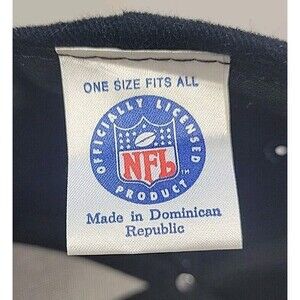 ONE SIZE FITS ALL
OFFICIALLY LICENSED
NFL
PRODUCT
Made in Dominican
Republic